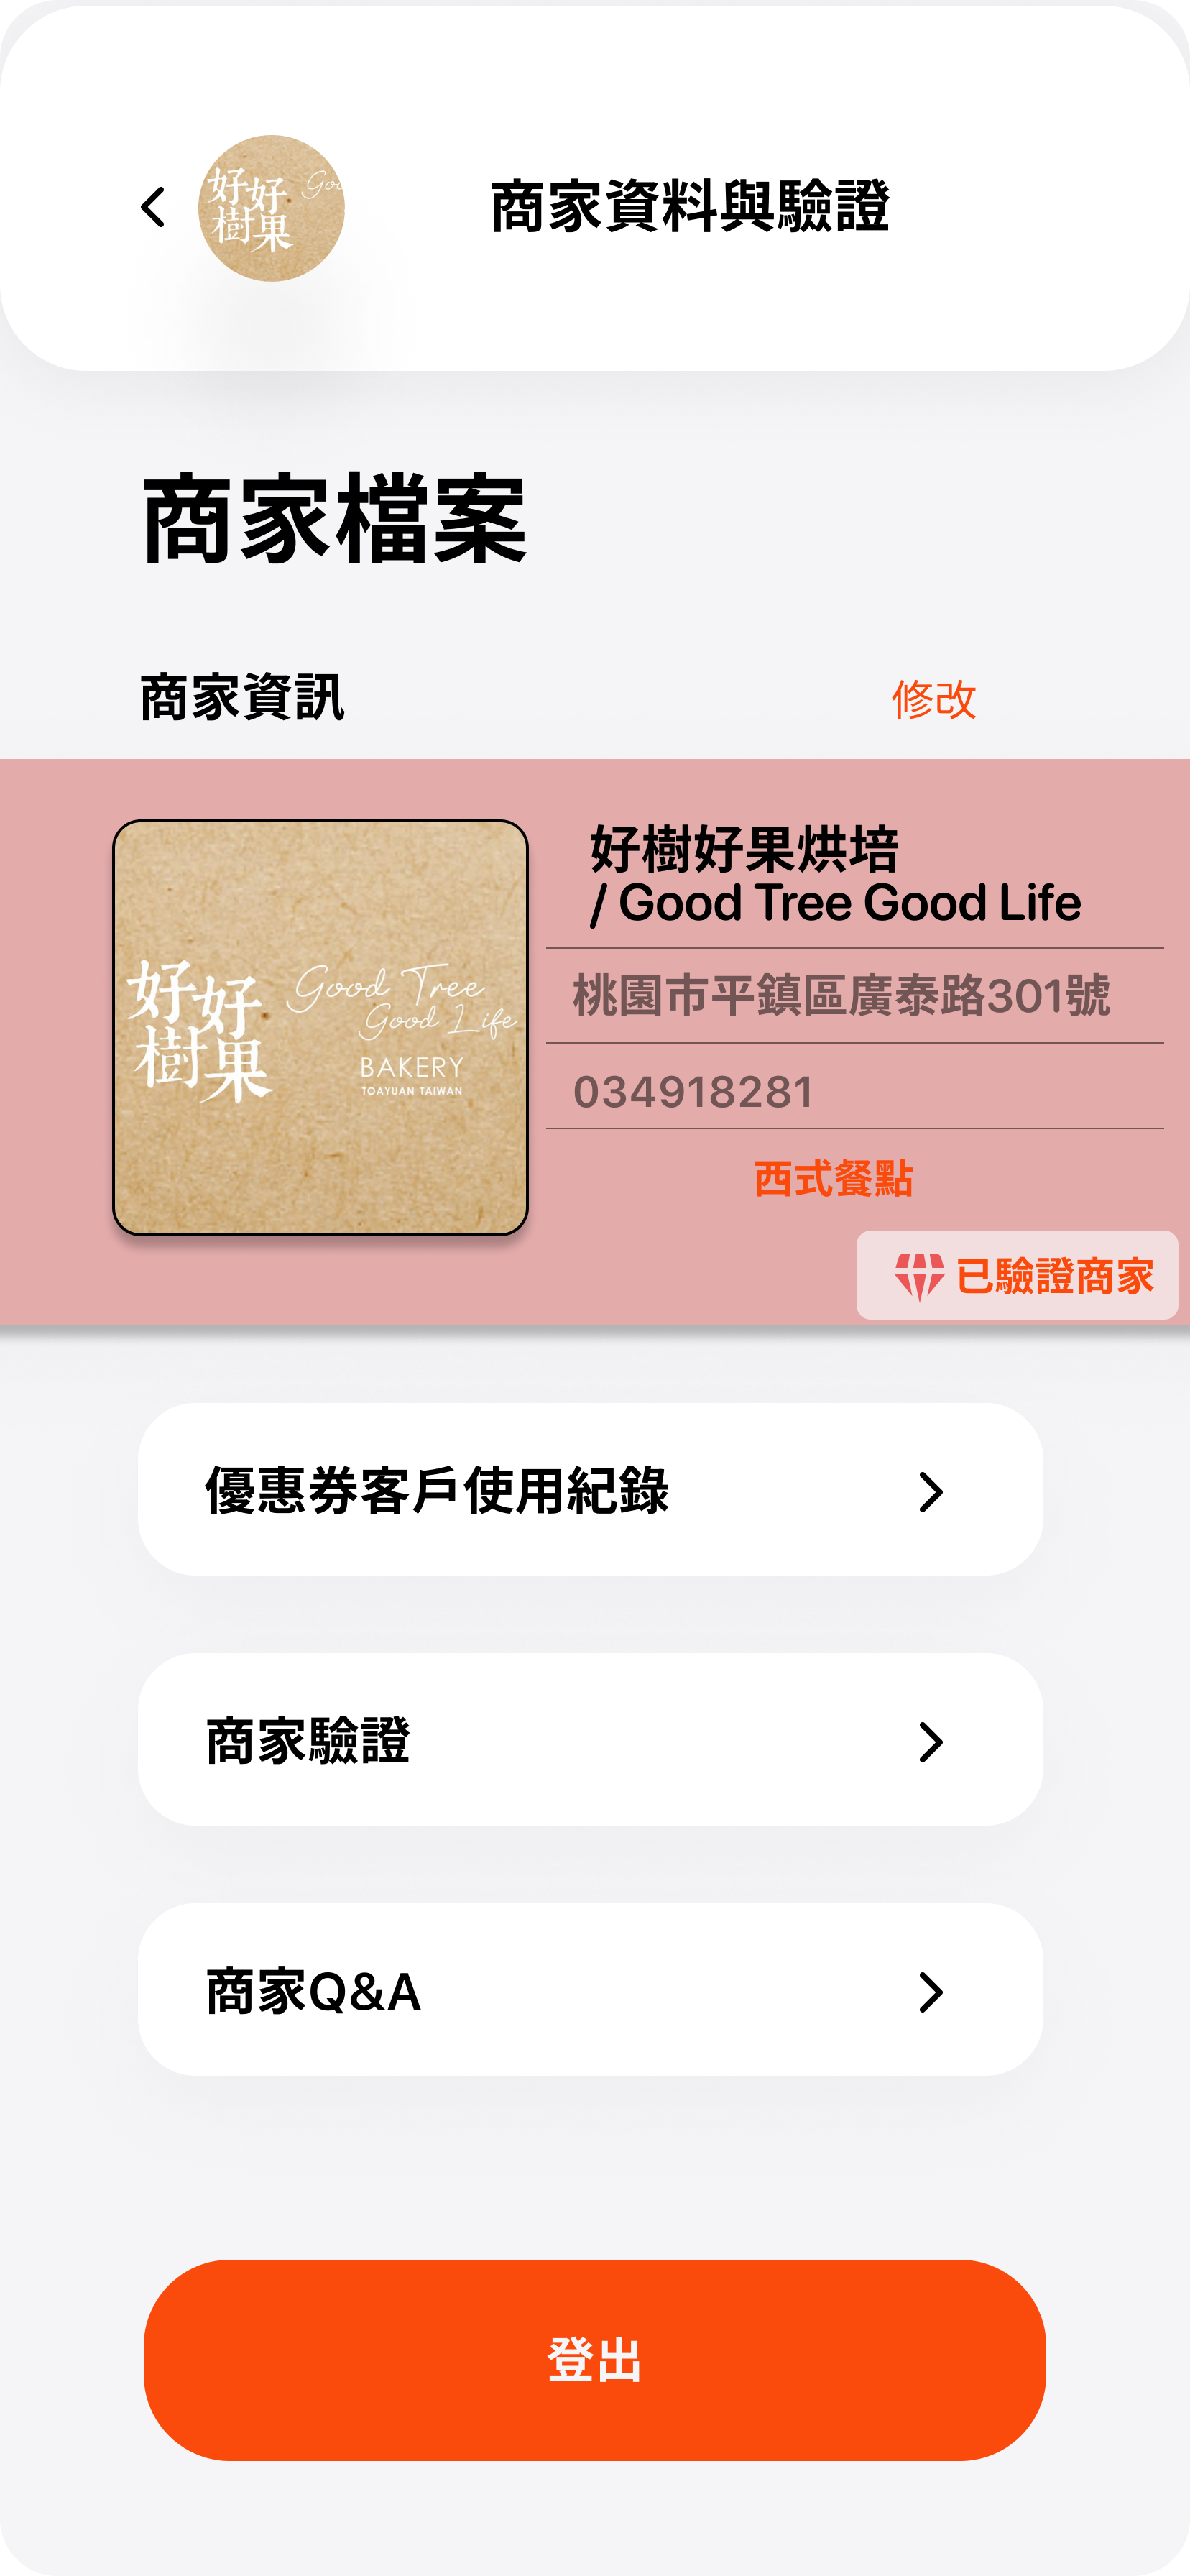 好好 Goo
樹果
商家資料與驗證
商家檔案
商家資訊
修改
好樹好果烘培
/ Good Tree Good Life
好好
樹果
Good Tree
Good Life
BAKERY
TOAYUAN TAIWAN
桃園市平鎮區廣泰路301號
034918281
西式餐點
已驗證商家
優惠券客戶使用紀錄
商家驗證
商家Q&A
登出